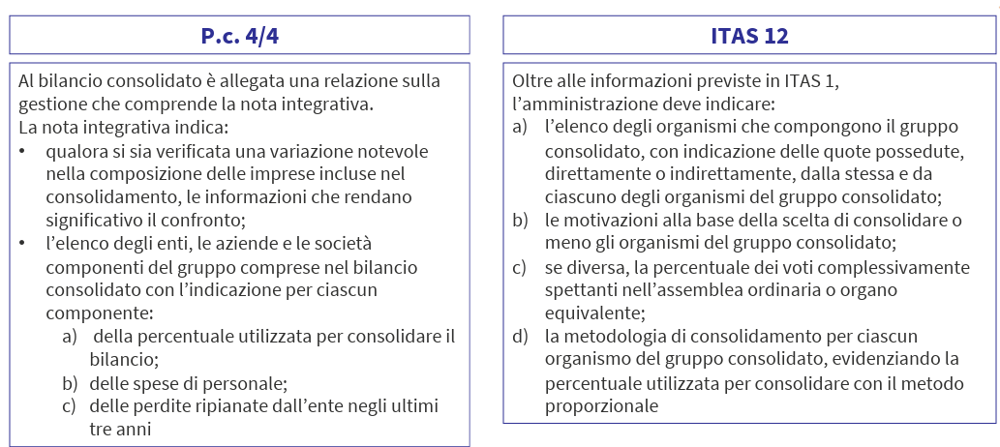 P.c. 4/4
Al bilancio consolidato è allegata una relazione sulla
gestione che comprende la nota integrativa.
La nota integrativa indica:
• qualora si sia verificata una variazione notevole
nella composizione delle imprese incluse nel
consolidamento, le informazioni che rendano
significativo il confronto;
• l’elenco degli enti, le aziende e le società
componenti del gruppo comprese nel bilancio
consolidato con l’indicazione per ciascun
componente:
a) della percentuale utilizzata per consolidare il
bilancio;
b) delle spese di personale;
c) delle perdite ripianate dall’ente negli ultimi
tre anni
ITAS 12
Oltre alle informazioni previste in ITAS 1,
l’amministrazione deve indicare:
a) l’elenco degli organismi che compongono il gruppo
consolidato, con indicazione delle quote possedute,
direttamente o indirettamente, dalla stessa e da
ciascuno degli organismi del gruppo consolidato;
b) le motivazioni alla base della scelta di consolidare o
meno gli organismi del gruppo consolidato;
c) se diversa, la percentuale dei voti complessivamente
spettanti nell’assemblea ordinaria o organo
equivalente;
d) la metodologia di consolidamento per ciascun
organismo del gruppo consolidato, evidenziando la
percentuale utilizzata per consolidare con il metodo
proporzionale